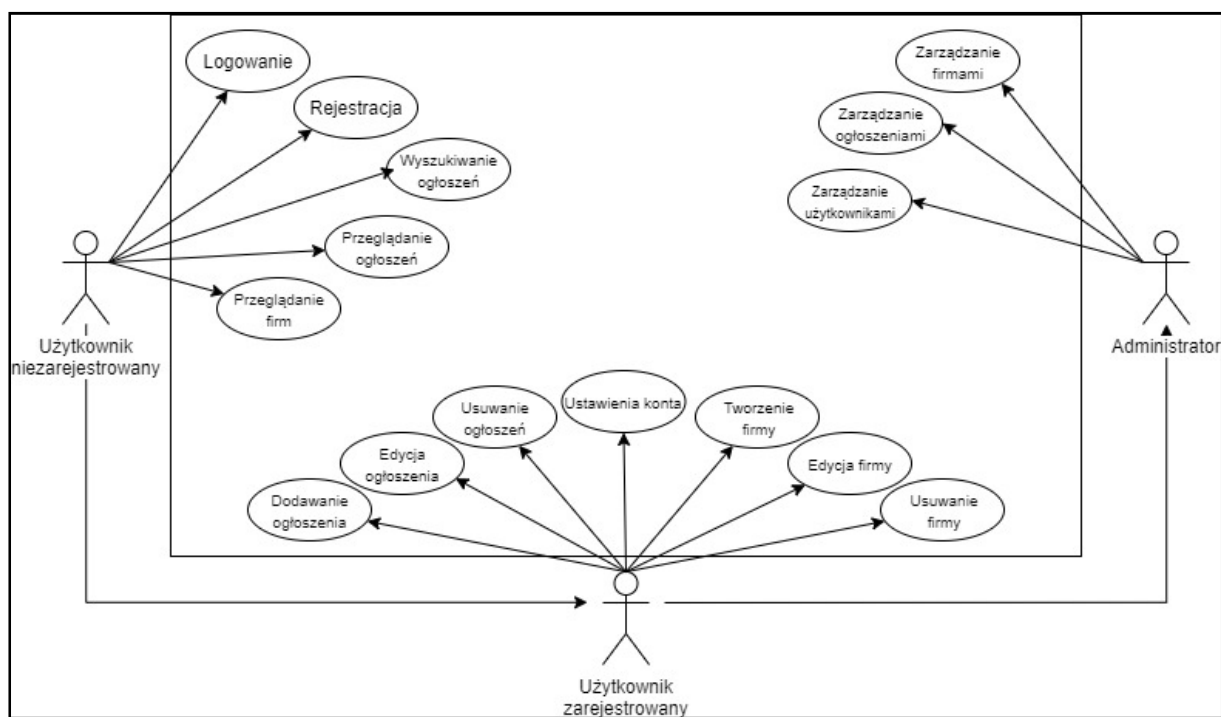 Logowanie
Rejestracja
Wyszukiwanie
ogłoszeń
Przeglądanie
ogłoszeń
Przeglądanie
firm
Zarządzanie
firmami
Zarządzanie
ogłoszeniami
Zarządzanie
użytkownikami
Użytkownik
niezarejestrowany
Administrator
Ustawienia konta
Usuwanie
ogłoszeń
Tworzenie
firmy
Edycja
ogłoszenia
Edycja firmy
Dodawanie
ogłoszenia
Usuwanie
firmy
Użytkownik
zarejestrowany